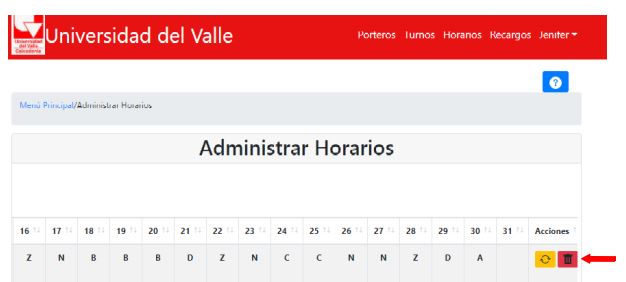 Universidad del Valle
Caicedonia
Universidad del Valle
Porteros Turnos Horarios Recargos Jenifer
?
Menú Principal/Administrar Horarios
Administrar Horarios
16 17 18 19 20 21 22 23 24 25 26 27 28 29 30 31 Acciones
Z N B B B D Z N C C N N Z D A